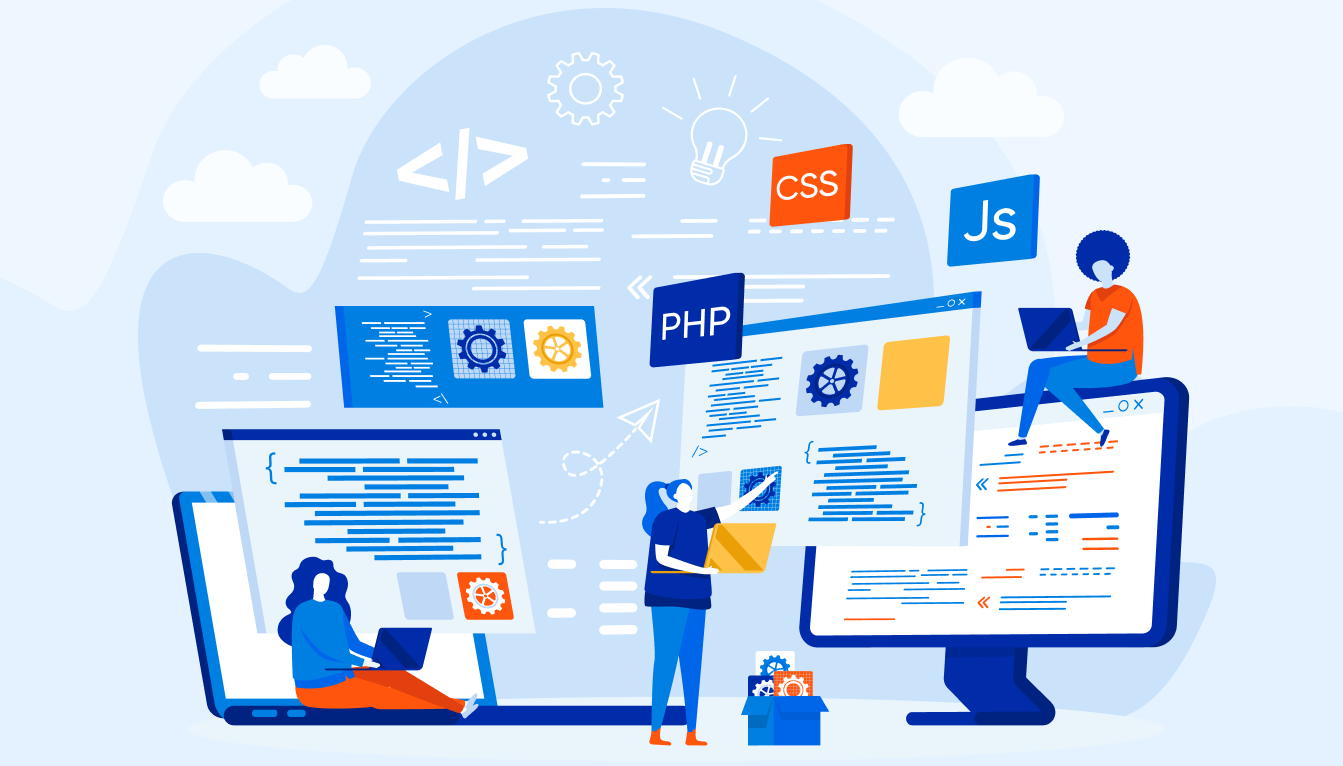 </>
CSS
Js
PHP
>
</
/>
{
}
{
}